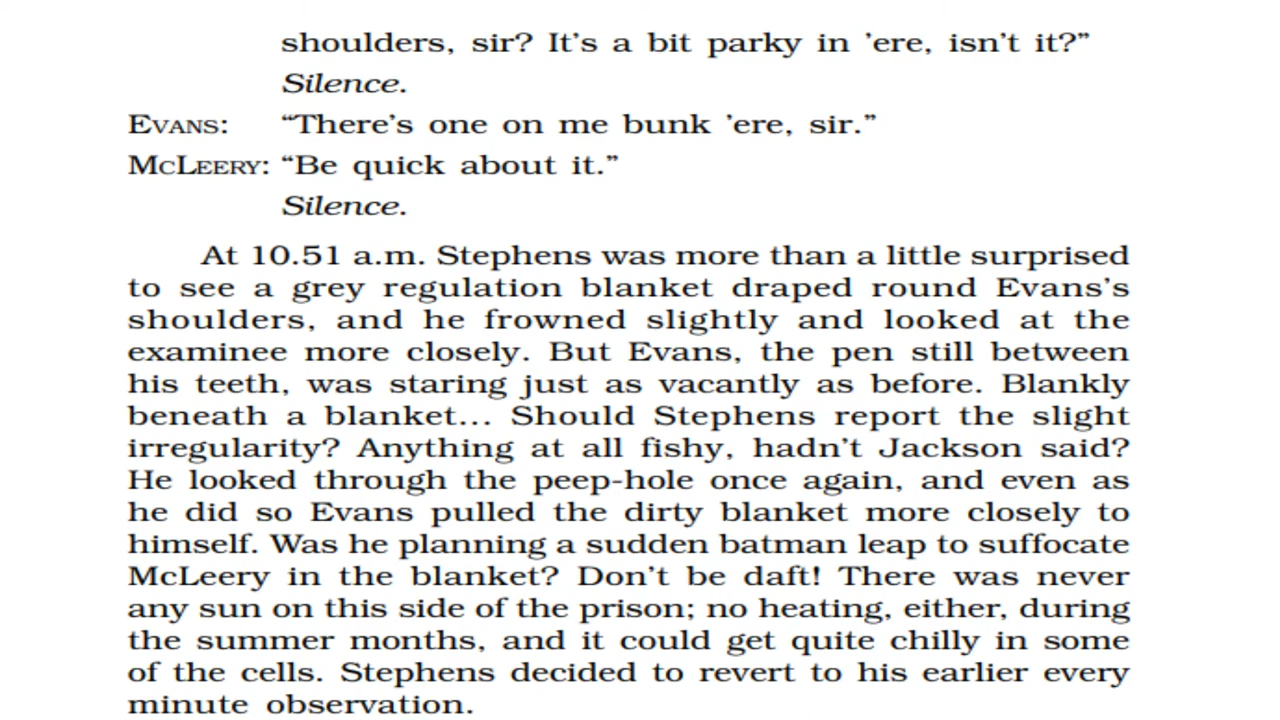 shoulders, sir? It's a bit parky in 'ere, isn't it?”
Silence.
EVANS: “There's one on me bunk 'ere, sir.”
MCLEERY: “Be quick about it.”
Silence.
At 10.51 a.m. Stephens was more than a little surprised
to see a grey regulation blanket draped round Evans's
shoulders, and he frowned slightly and looked at the
examinee more closely. But Evans, the pen still between
his teeth, was staring just as vacantly as before. Blankly
beneath a blanket... Should Stephens report the slight
irregularity? Anything at all fishy, hadn't Jackson said?
He looked through the peep-hole once again, and even as
he did so Evans pulled the dirty blanket more closely to
himself. Was he planning a sudden batman leap to suffocate
McLeery in the blanket? Don't be daft! There was never
any sun on this side of the prison; no heating, either, during
the summer months, and it could get quite chilly in some
of the cells. Stephens decided to revert to his earlier every
minute observation.